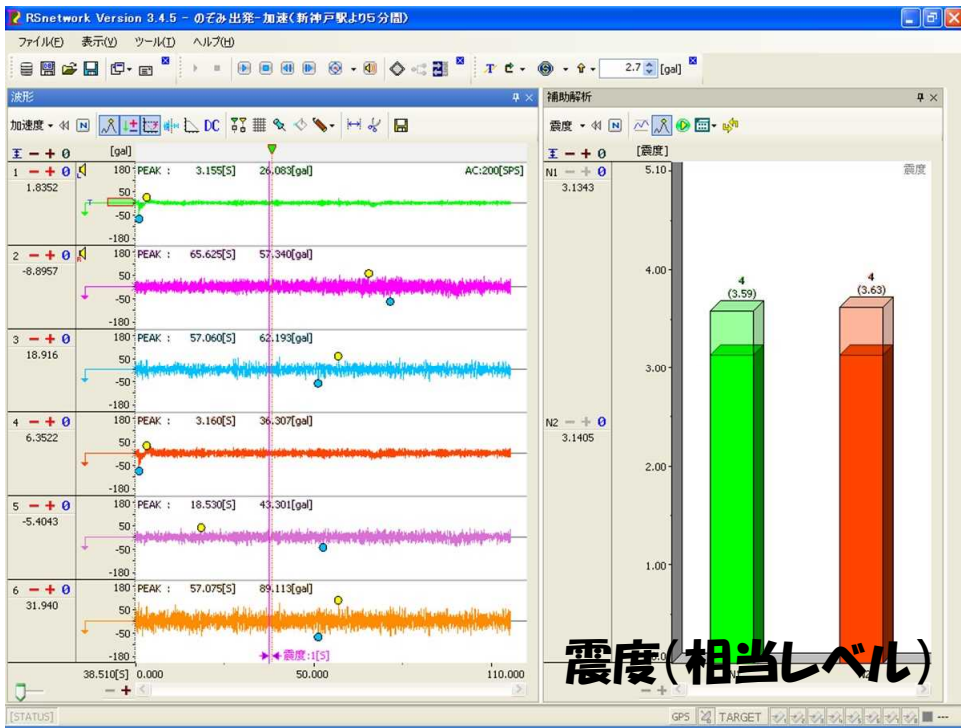 RSnetwork Version 3.4.5 - のぞみ出発-加速(新神戸駅より5分間)
ファイル(F) 表示(V) ツール(T) ヘルプ(H)
2.7 [gal]
波形
加速度 N DC
[gal]
1 - + 0
1.8352
180 PEAK : 3.155[S] 26.083[gal] AC:200[SPS]
50
-50
-180
2 - + 0
-8.8957
180 PEAK : 65.625[S] 57.340[gal]
50
-50
-180
3 - + 0
18.916
180 PEAK : 57.060[S] 62.193[gal]
50
-50
-180
4 - + 0
6.3522
180 PEAK : 3.160[S] 36.307[gal]
50
-50
-180
5 - + 0
-5.4043
180 PEAK : 18.530[S] 43.301[gal]
50
-50
-180
6 - + 0
31.940
180 PEAK : 57.075[S] 89.113[gal]
50
-50
-180
震度:1[S]
38.510[S] 0.000 50.000 110.000
補助解析
震度 N
[震度]
N1 - + 0
3.1343
N2 - + 0
3.1405
震度
5.10
4.00
3.00
2.00
1.00
4
(3.59)
4
(3.63)
震度(相当レベル)
[STATUS] GPS TARGET ---